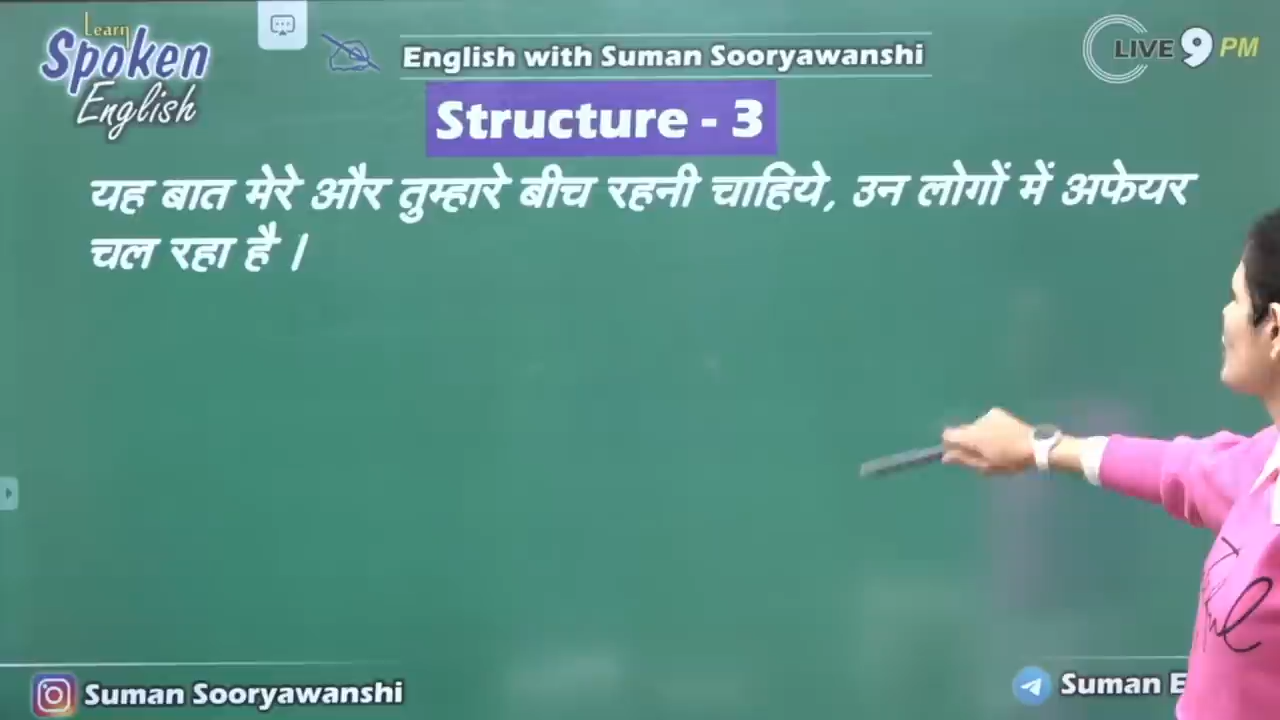 Learn
Spoken
English
English with Suman Sooryawanshi
LIVE 9 PM
Structure - 3
यह बात मेरे और तुम्हारे बीच रहनी चाहिये, उन लोगों में अफेयर
चल रहा है ।
Suman Sooryawanshi
Suman E